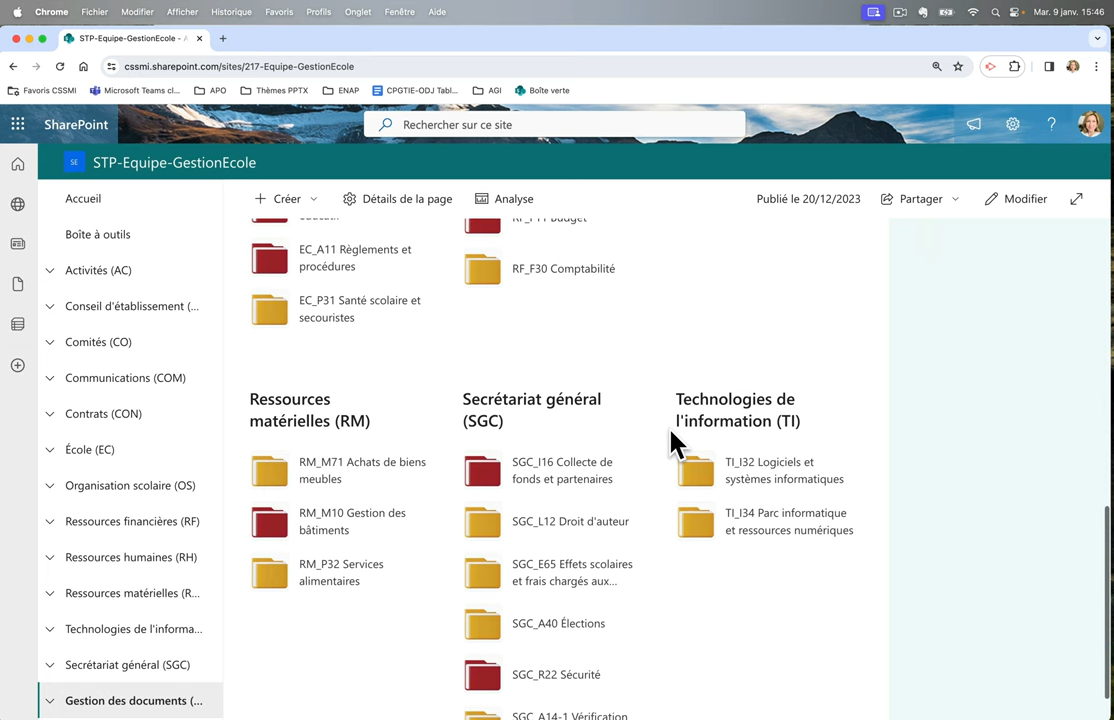 Chrome Fichier Modifier Afficher Historique Favoris Profils Onglet Fenêtre Aide Mar. 9 janv. 15:46
STP-Equipe-GestionEcole - A
cssmi.sharepoint.com/sites/217-Equipe-GestionEcole
Favoris CSSMI Microsoft Teams cl... APO Thèmes PPTX ENAP CPGTIE-ODJ Tabl... AGI Boîte verte
SharePoint Rechercher sur ce site ?
SE STP-Equipe-GestionEcole
Créer Détails de la page Analyse Publié le 20/12/2023 Partager Modifier
Accueil
Boîte à outils
Activités (AC)
Conseil d'établissement (...
Comités (CO)
Communications (COM)
Contrats (CON)
École (EC)
Organisation scolaire (OS)
Ressources financières (RF)
Ressources humaines (RH)
Ressources matérielles (R...
Technologies de l'informa...
Secrétariat général (SGC)
Gestion des documents (...
EC_A11 Règlements et
procédures
EC_P31 Santé scolaire et
secouristes
RF_F11 Budget
RF_F30 Comptabilité
Ressources
matérielles (RM)
RM_M71 Achats de biens
meubles
RM_M10 Gestion des
bâtiments
RM_P32 Services
alimentaires
Secrétariat général
(SGC)
SGC_I16 Collecte de
fonds et partenaires
SGC_L12 Droit d'auteur
SGC_E65 Effets scolaires
et frais chargés aux...
SGC_A40 Élections
SGC_R22 Sécurité
SGC_A14-1 Vérification
Technologies de
l'information (TI)
TI_I32 Logiciels et
systèmes informatiques
TI_I34 Parc informatique
et ressources numériques